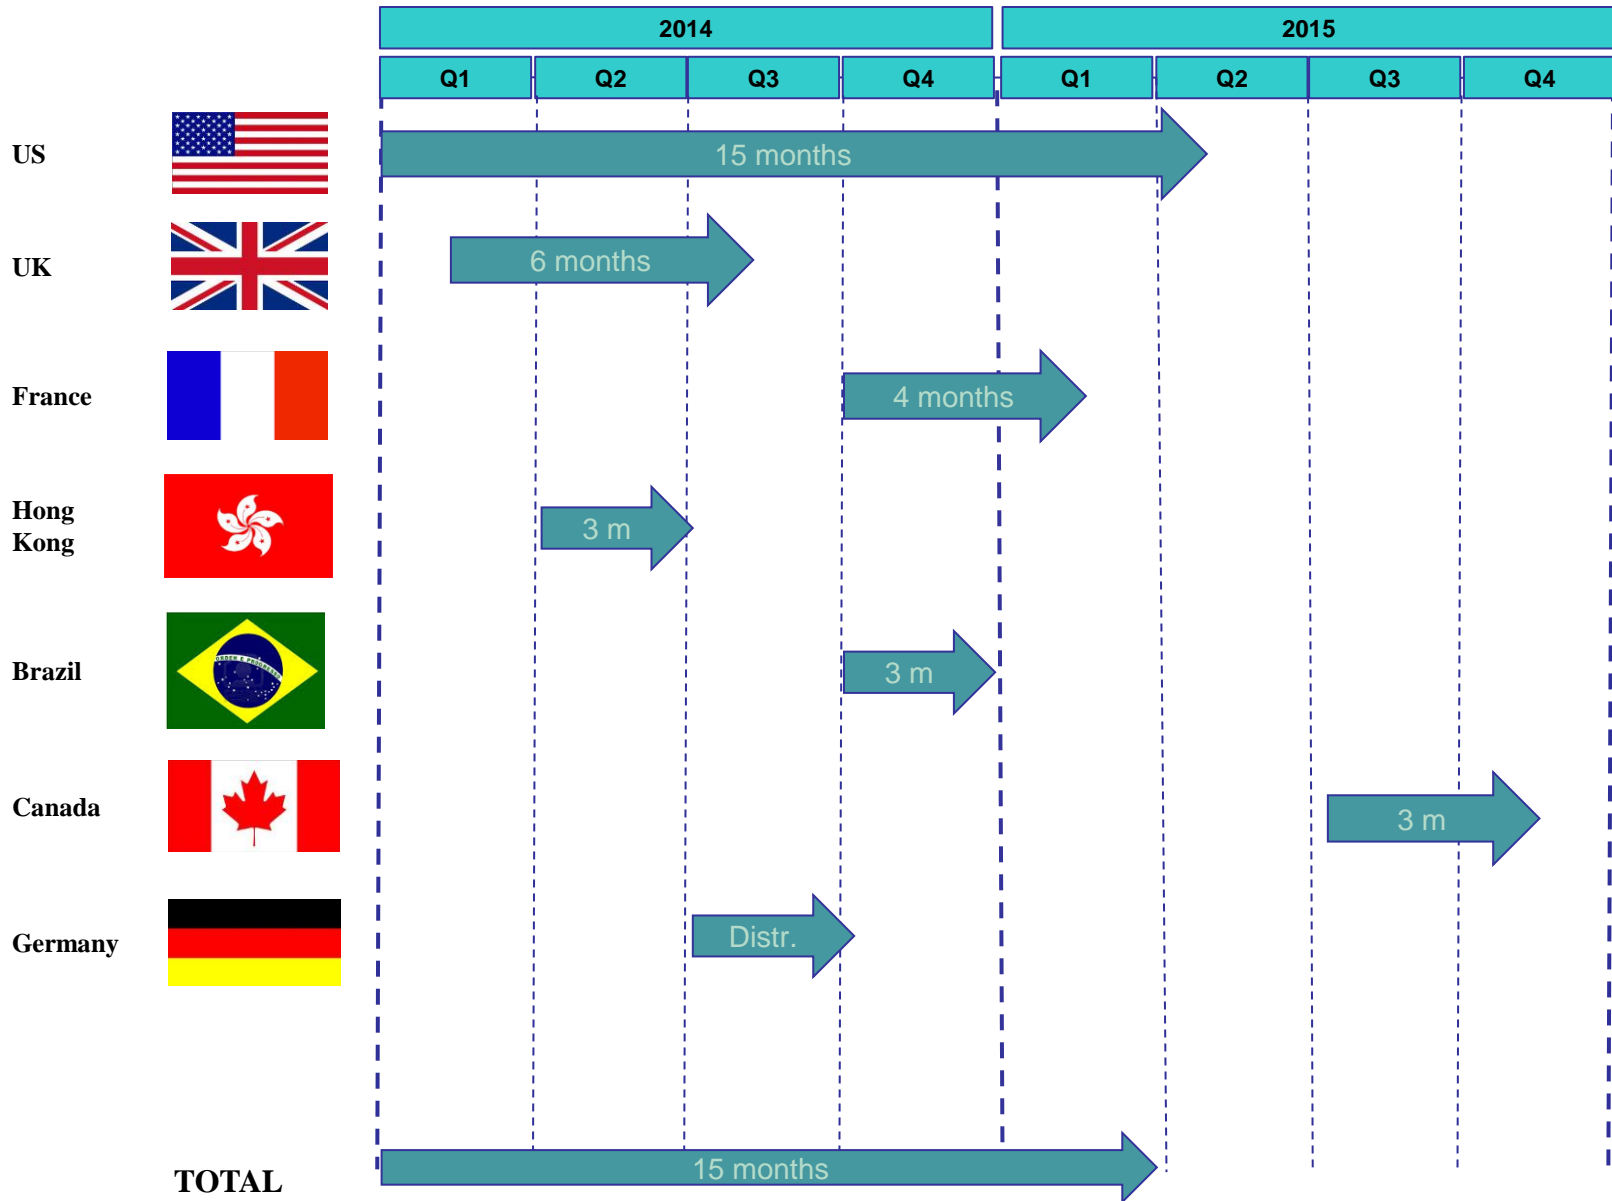 2014 2015
Q1 Q2 Q3 Q4 Q1 Q2 Q3 Q4
US 15 months
UK 6 months
France 4 months
Hong
Kong
3 m
Brazil 3 m
Canada 3 m
Germany Distr.
TOTAL 15 months